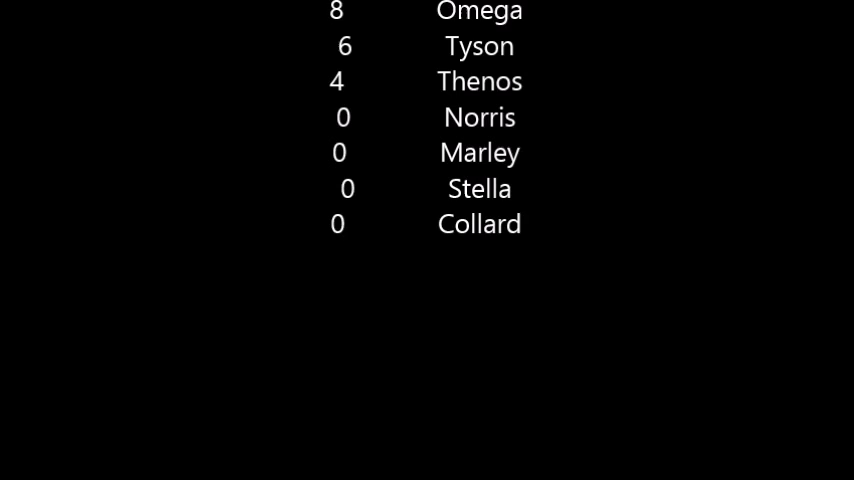 8 Omega
6 Tyson
4 Thenos
0 Norris
0 Marley
0 Stella
0 Collard